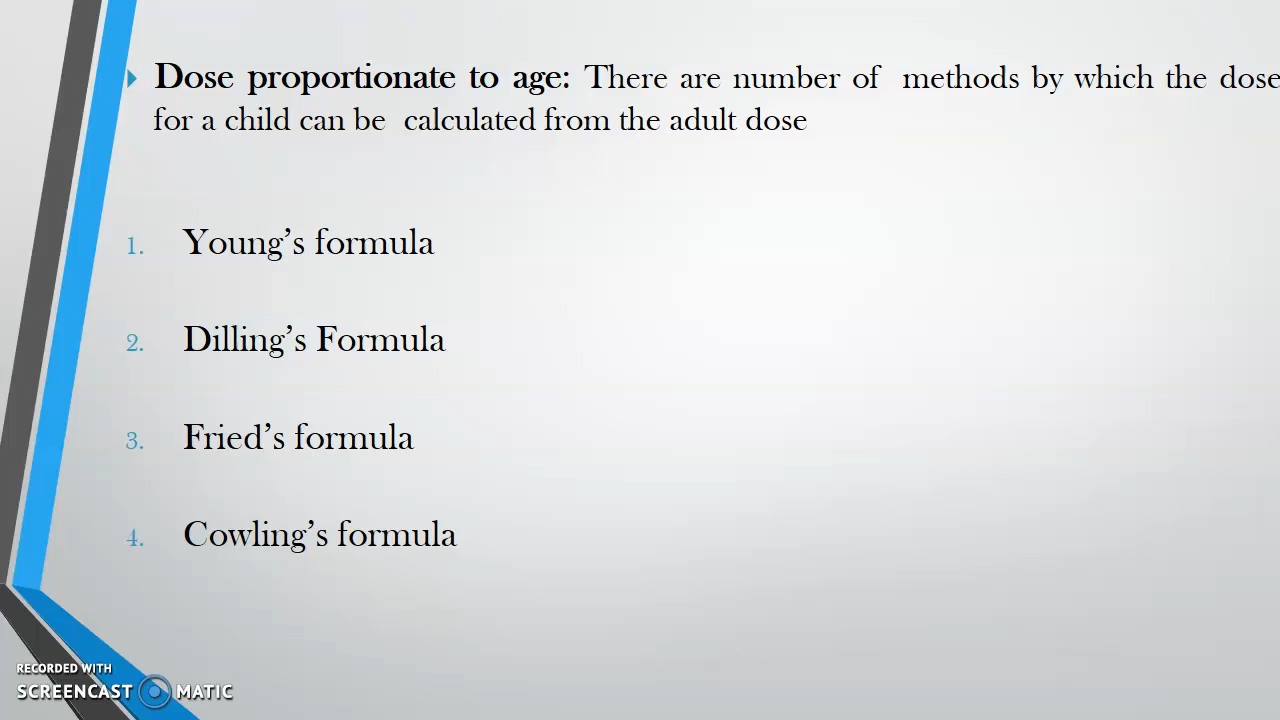 Dose proportionate to age: There are number of methods by which the dose
for a child can be calculated from the adult dose
1. Young’s formula
2. Dilling’s Formula
3. Fried’s formula
4. Cowling’s formula
RECORDED WITH
SCREENCAST MATIC